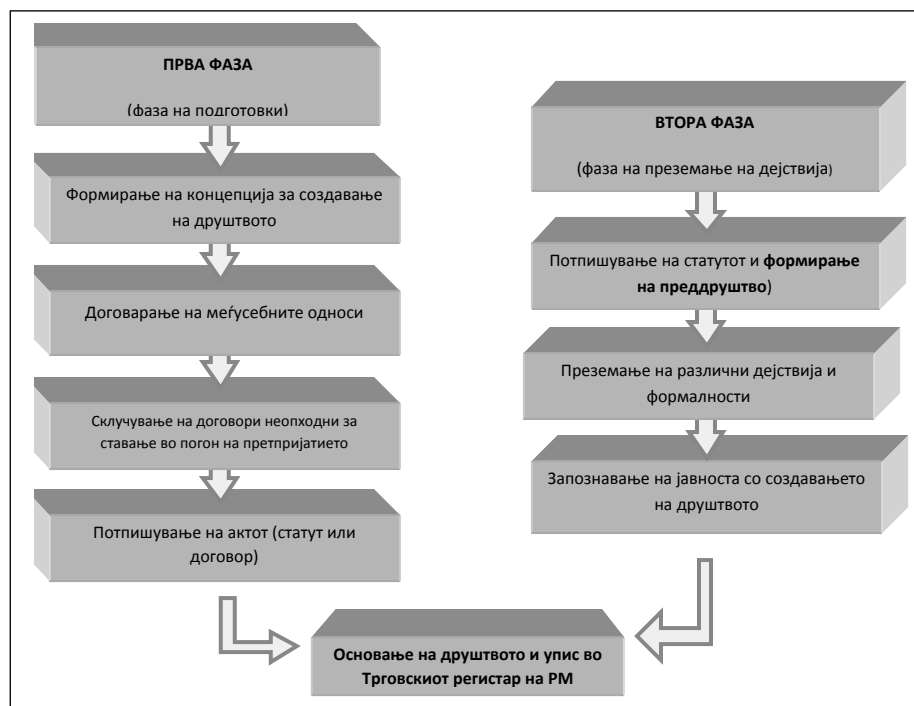 ПРВА ФАЗА
(фаза на подготовки)
Формирање на концепција за создавање
на друштвото
Договарање на меѓусебните односи
Склучување на договори неопходни за
ставање во погон на претпријатието
Потпишување на актот (статут или
договор)
ВТОРА ФАЗА
(фаза на преземање на дејствија)
Потпишување на статутот и формирање
на преддруштво)
Преземање на различни дејствија и
формалности
Запознавање на јавноста со создавањето
на друштвото
Основање на друштвото и упис во
Трговскиот регистар на РМ